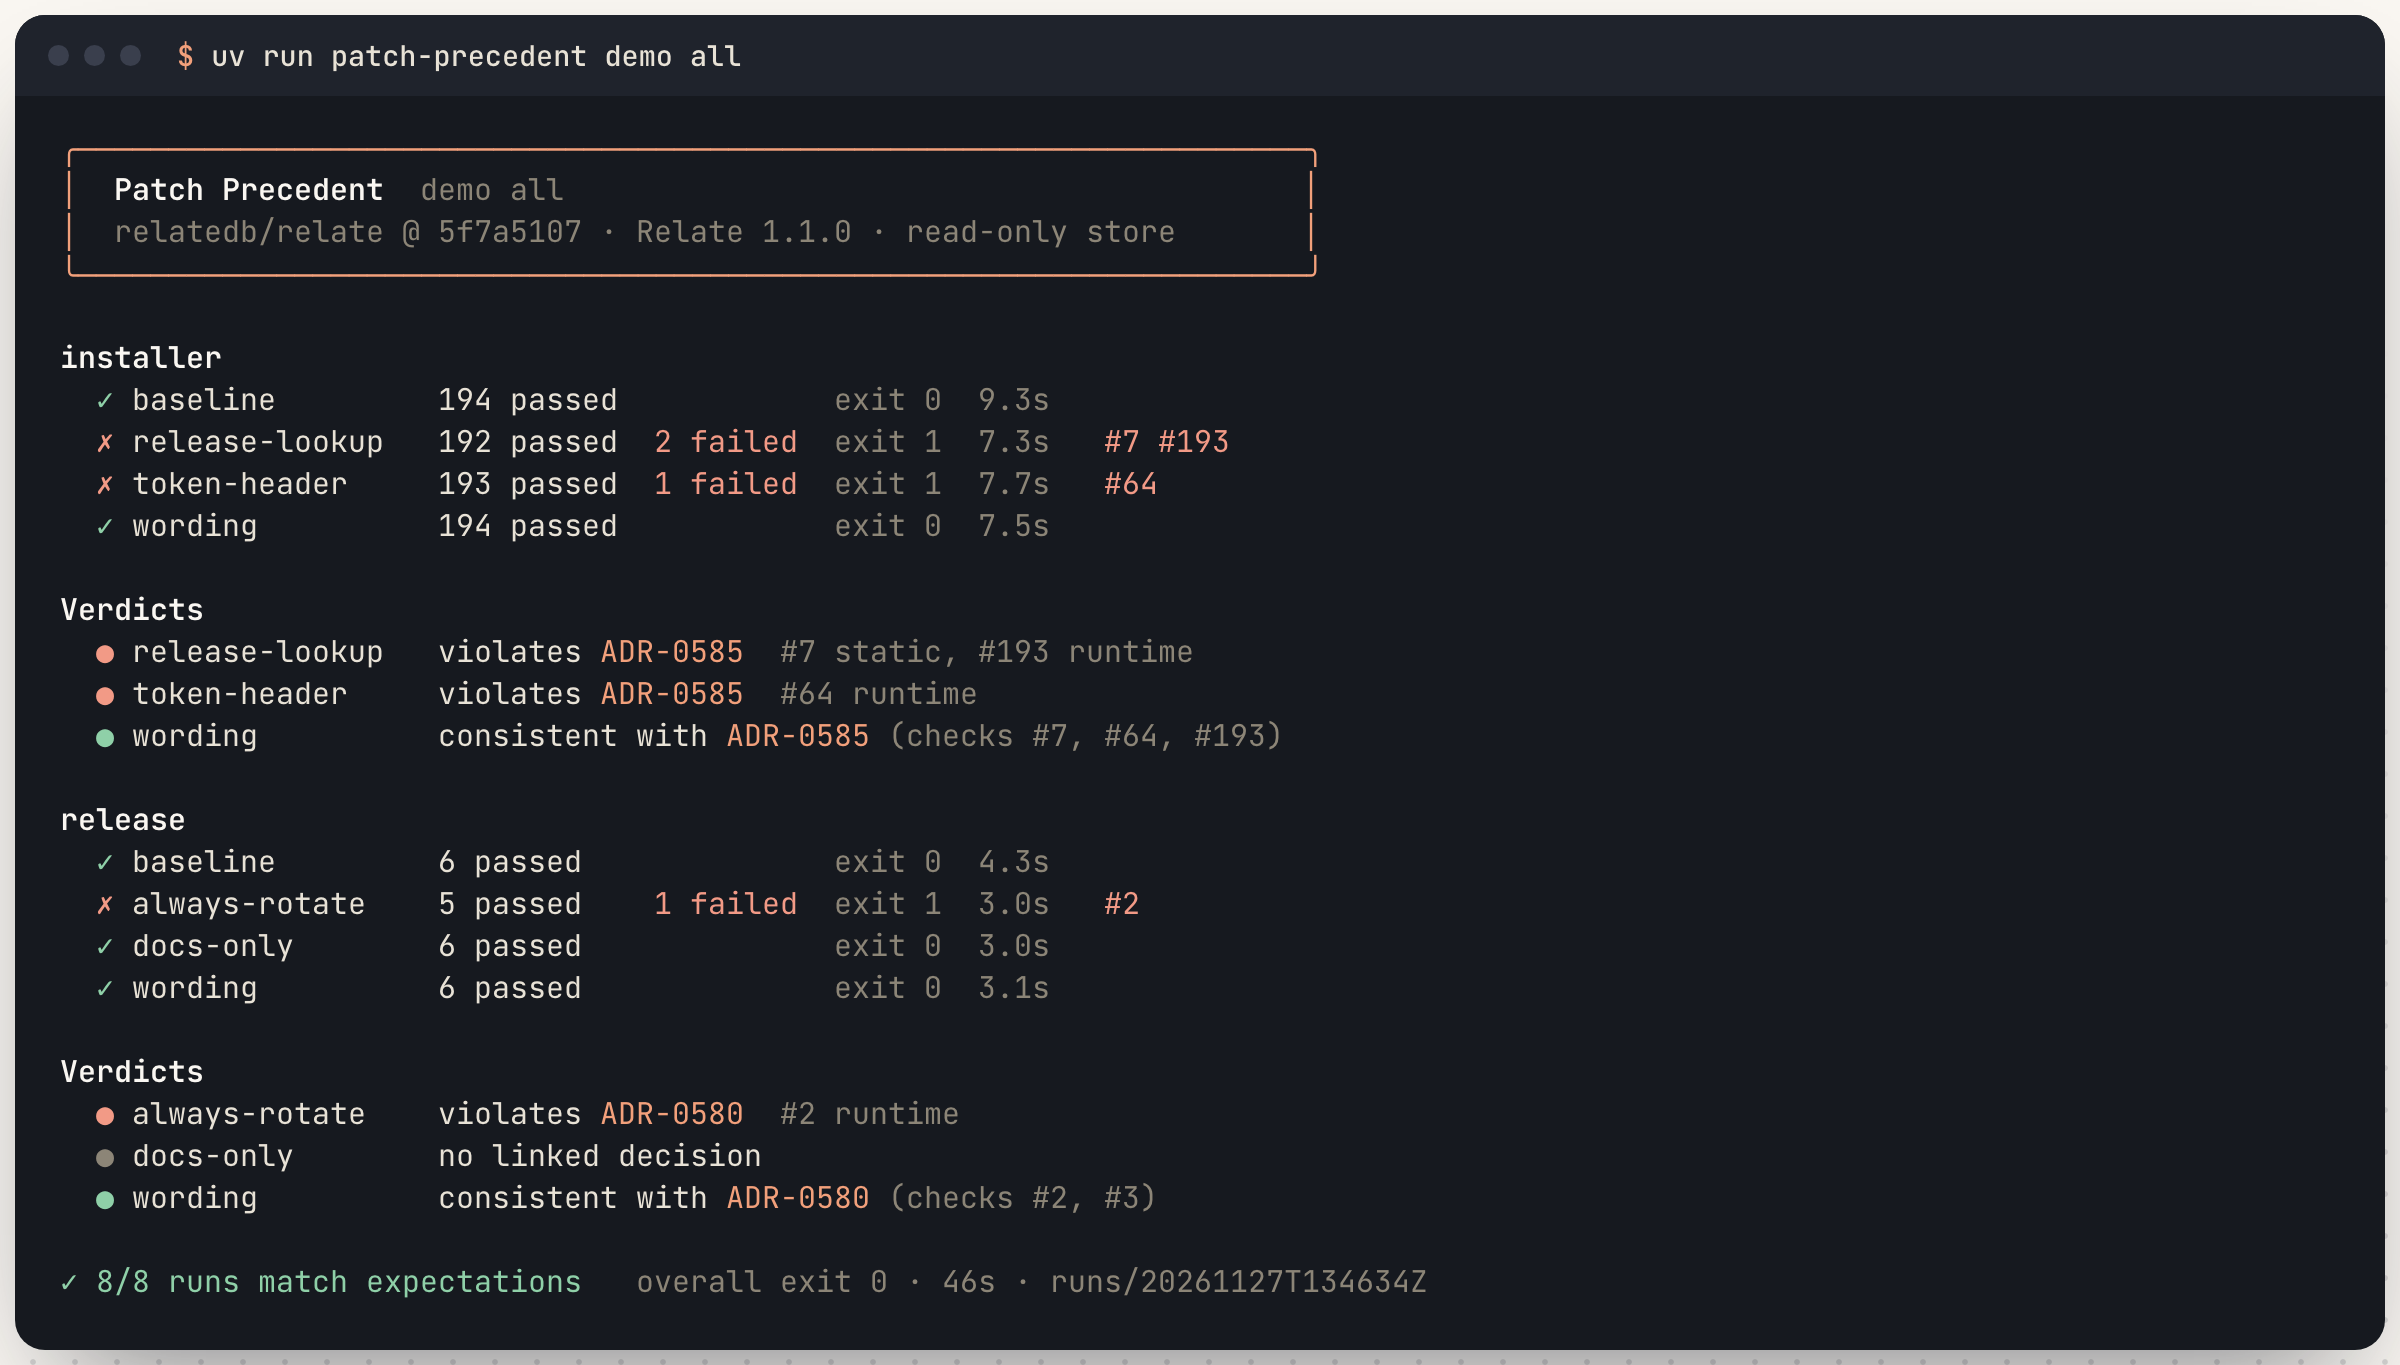 $ uv run patch-precedent demo all
Patch Precedent demo all
relatedb/relate @ 5f7a5107 · Relate 1.1.0 · read-only store
installer
✓ baseline 194 passed exit 0 9.3s
✗ release-lookup 192 passed 2 failed exit 1 7.3s #7 #193
✗ token-header 193 passed 1 failed exit 1 7.7s #64
✓ wording 194 passed exit 0 7.5s
Verdicts
● release-lookup violates ADR-0585 #7 static, #193 runtime
● token-header violates ADR-0585 #64 runtime
● wording consistent with ADR-0585 (checks #7, #64, #193)
release
✓ baseline 6 passed exit 0 4.3s
✗ always-rotate 5 passed 1 failed exit 1 3.0s #2
✓ docs-only 6 passed exit 0 3.0s
✓ wording 6 passed exit 0 3.1s
Verdicts
● always-rotate violates ADR-0580 #2 runtime
● docs-only no linked decision
● wording consistent with ADR-0580 (checks #2, #3)
✓ 8/8 runs match expectations overall exit 0 · 46s · runs/20261127T134634Z